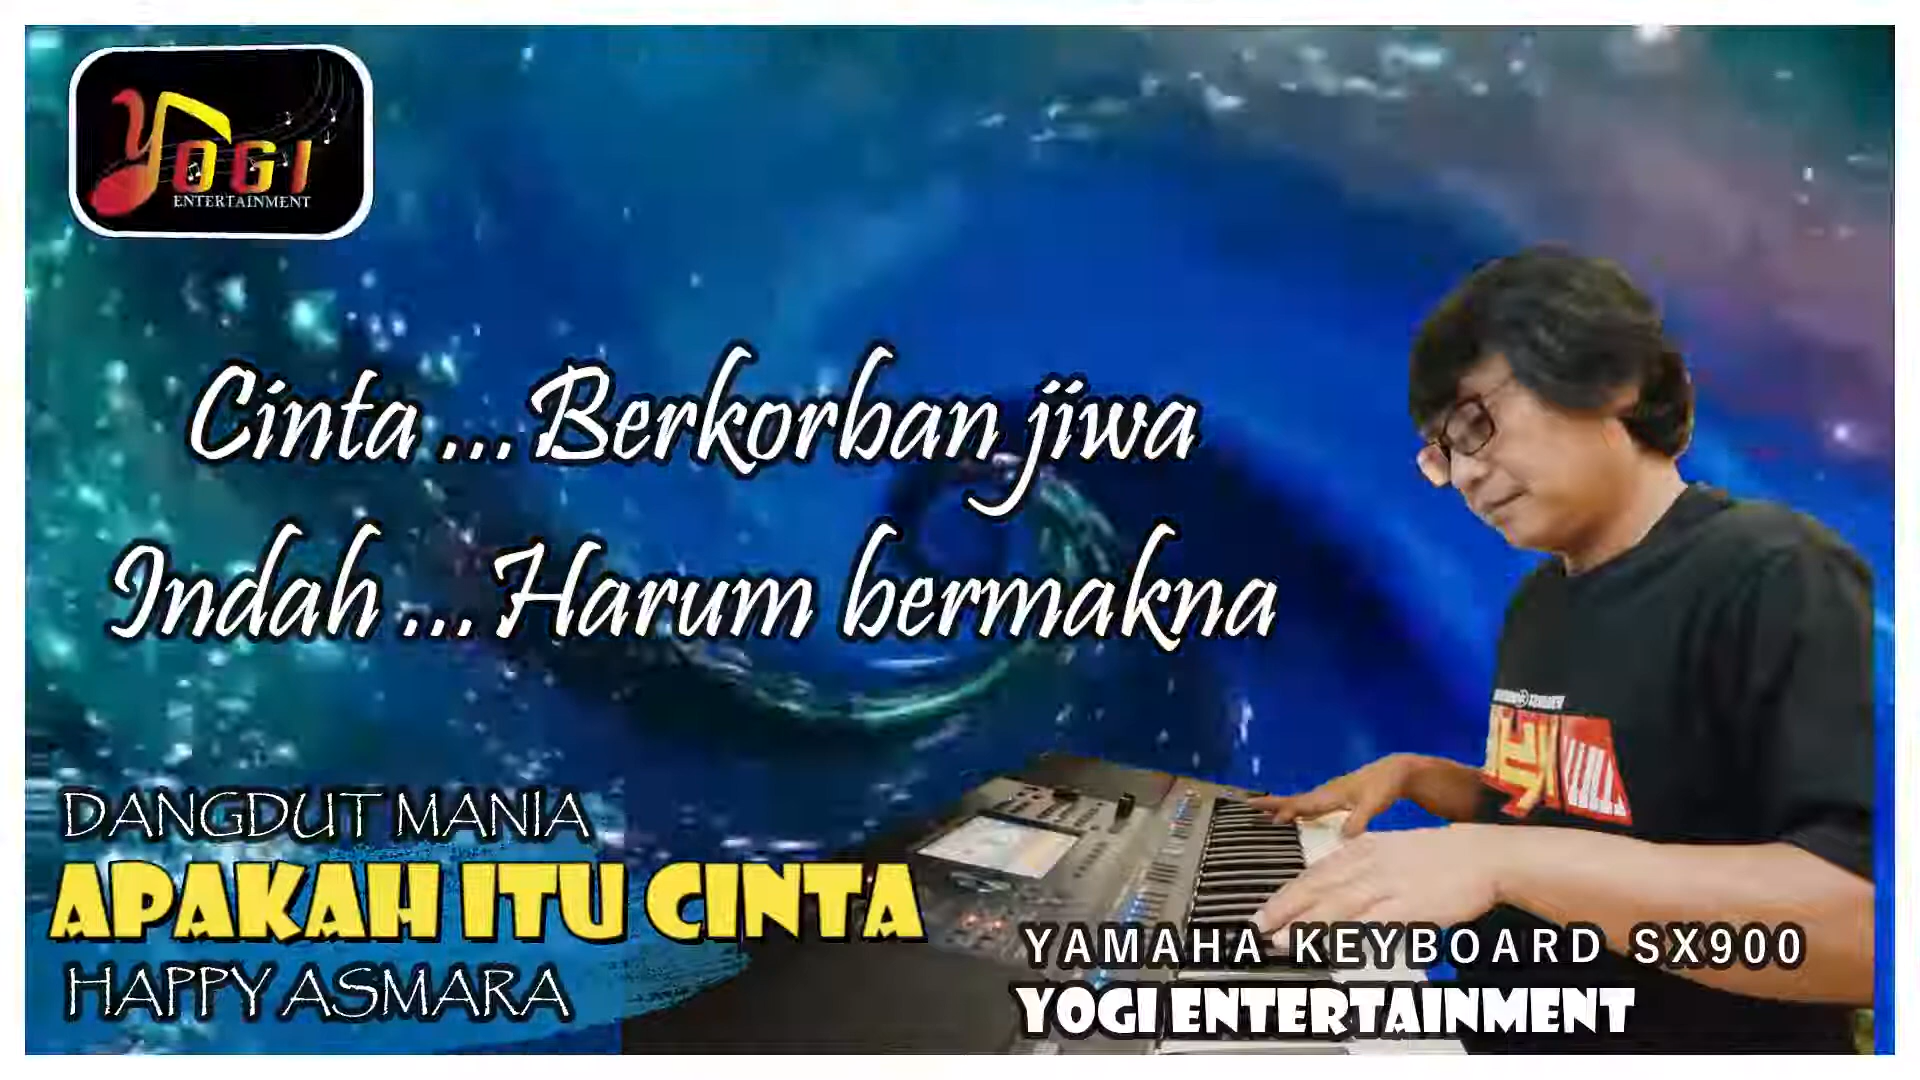 YOGI
ENTERTAINMENT
Cinta ... Berkorban jiwa
Indah ... Harum bermakna
DANGDUT MANIA
APAKAH ITU CINTA
HAPPY ASMARA
YAMAHA KEYBOARD SX900
YOGI ENTERTAINMENT